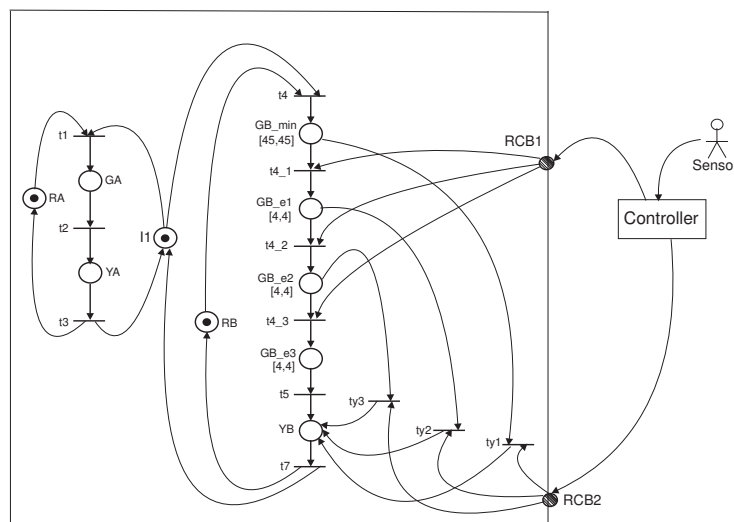 t4
GB_min
[45,45]
t1
RCB1
t4_1
Senso
GA
RA
GB_e1
[4,4]
Controller
t2
I1
t4_2
YA
GB_e2
[4,4]
t3
RB
t4_3
GB_e3
[4,4]
t5
ty3
YB
ty2
ty1
t7
RCB2